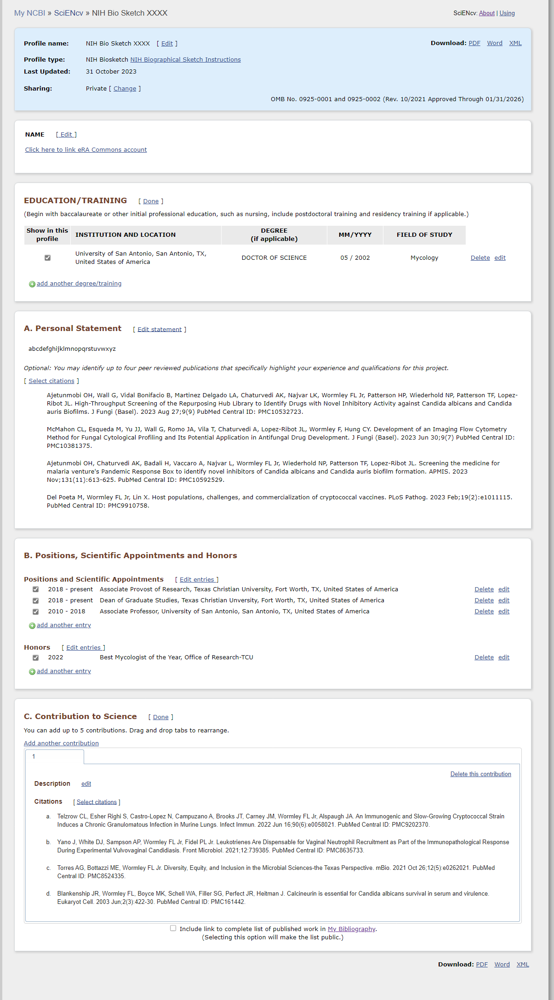 My NCBI » SciENcv » NIH Bio Sketch XXXX
SciENcv: About | Using
Profile name: NIH Bio Sketch XXXX [ Edit ]
Download: PDF Word XML
Profile type: NIH Biosketch NIH Biographical Sketch Instructions
Last Updated: 31 October 2023
Sharing: Private [ Change ]
OMB No. 0925-0001 and 0925-0002 (Rev. 10/2021 Approved Through 01/31/2026)
NAME [ Edit ]
Click here to link eRA Commons account
EDUCATION/TRAINING [ Done ]
(Begin with baccalaureate or other initial professional education, such as nursing, include postdoctoral training and residency training if applicable.)
Show in this profile
INSTITUTION AND LOCATION
DEGREE
(if applicable)
MM/YYYY
FIELD OF STUDY
University of San Antonio, San Antonio, TX,
United States of America
DOCTOR OF SCIENCE
05 / 2002
Mycology
Delete edit
add another degree/training
A. Personal Statement [ Edit statement ]
abcdefghijklmnopqrstuvwxyz
Optional: You may identify up to four peer reviewed publications that specifically highlight your experience and qualifications for this project.
[ Select citations ]
Ajetunmobi OH, Wall G, Vidal Bonifacio B, Martinez Delgado LA, Chaturvedi AK, Najvar LK, Wormley FL Jr, Patterson HP, Wiederhold NP, Patterson TF, Lopez-
Ribot JL. High-Throughput Screening of the Repurposing Hub Library to Identify Drugs with Novel Inhibitory Activity against Candida albicans and Candida
auris Biofilms. J Fungi (Basel). 2023 Aug 27;9(9) PubMed Central ID: PMC10532723.
McMahon CL, Esqueda M, Yu JJ, Wall G, Romo JA, Vila T, Chaturvedi A, Lopez-Ribot JL, Wormley F, Hung CY. Development of an Imaging Flow Cytometry
Method for Fungal Cytological Profiling and Its Potential Application in Antifungal Drug Development. J Fungi (Basel). 2023 Jun 30;9(7) PubMed Central ID:
PMC10381375.
Ajetunmobi OH, Chaturvedi AK, Badali H, Vaccaro A, Najvar L, Wormley FL Jr, Wiederhold NP, Patterson TF, Lopez-Ribot JL. Screening the medicine for
malaria venture's Pandemic Response Box to identify novel inhibitors of Candida albicans and Candida auris biofilm formation. APMIS. 2023
Nov;131(11):613-625. PubMed Central ID: PMC10592529.
Del Poeta M, Wormley FL Jr, Lin X. Host populations, challenges, and commercialization of cryptococcal vaccines. PLoS Pathog. 2023 Feb;19(2):e1011115.
PubMed Central ID: PMC9910758.
B. Positions, Scientific Appointments and Honors
Positions and Scientific Appointments [ Edit entries ]
2018 - present Associate Provost of Research, Texas Christian University, Fort Worth, TX, United States of America Delete edit
2018 - present Dean of Graduate Studies, Texas Christian Unversity, Fort Worth, TX, United States of America Delete edit
2010 - 2018 Associate Professor, University of San Antonio, San Antonio, TX, United States of America Delete edit
add another entry
Honors [ Edit entries ]
2022 Best Mycologist of the Year, Office of Research-TCU Delete edit
add another entry
C. Contribution to Science [ Done ]
You can add up to 5 contributions. Drag and drop tabs to rearrange.
Add another contribution
1
Delete this contribution
Description edit
Citations [ Select citations ]
a. Telzrow CL, Esher Righi S, Castro-Lopez N, Campuzano A, Brooks JT, Carney JM, Wormley FL Jr, Alspaugh JA. An Immunogenic and Slow-Growing Cryptococcal Strain
Induces a Chronic Granulomatous Infection in Murine Lungs. Infect Immun. 2022 Jun 16;90(6):e0058021. PubMed Central ID: PMC9202370.
b. Yano J, White DJ, Sampson AP, Wormley FL Jr, Fidel PL Jr. Leukotrienes Are Dispensable for Vaginal Neutrophil Recruitment as Part of the Immunopathological Response
During Experimental Vulvovaginal Candidiasis. Front Microbiol. 2021;12:739385. PubMed Central ID: PMC8635733.
c. Torres AG, Bottazzi ME, Wormley FL Jr. Diversity, Equity, and Inclusion in the Microbial Sciences-the Texas Perspective. mBio. 2021 Oct 26;12(5):e0262021. PubMed
Central ID: PMC8524335.
d. Blankenship JR, Wormley FL, Boyce MK, Schell WA, Filler SG, Perfect JR, Heitman J. Calcineurin is essential for Candida albicans survival in serum and virulence.
Eukaryot Cell. 2003 Jun;2(3):422-30. PubMed Central ID: PMC161442.
Include link to complete list of published work in My Bibliography.
(Selecting this option will make the list public.)
Download: PDF Word XML